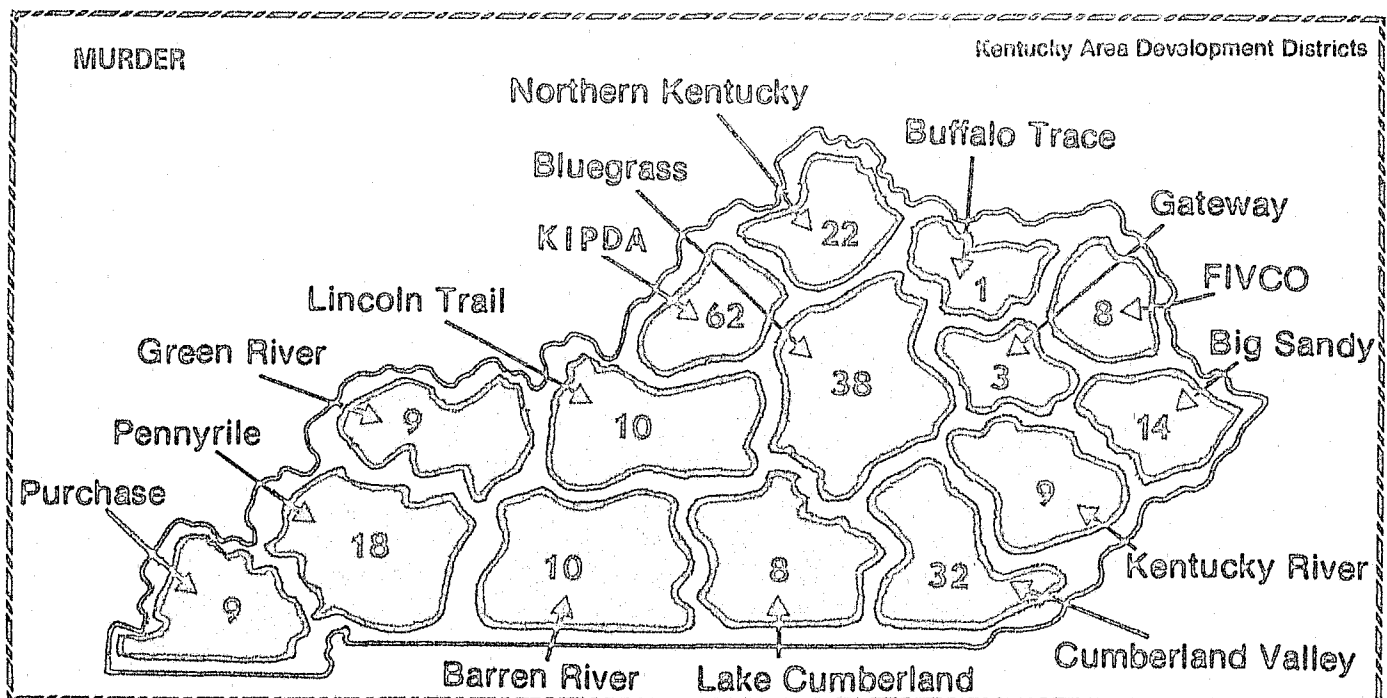 MURDER
Kentucky Area Development Districts
Northern Kentucky
Buffalo Trace
Bluegrass
Gateway
KIPDA
22
FIVCO
Lincoln Trail
62
1
8
Big Sandy
Green River
38
3
9
10
14
Pennyrile
Purchase
9
18
10
8
32
Kentucky River
9
Cumberland Valley
Barren River
Lake Cumberland